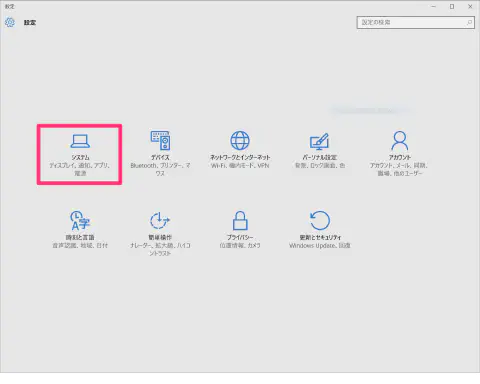 設定
設定
設定の検索
システム
ディスプレイ、通知、アプリ、
電源
デバイス
Bluetooth、プリンター、マ
ウス
ネットワークとインターネット
Wi-Fi、機内モード、VPN
パーソナル設定
背景、ロック画面、色
アカウント
アカウント、メール、同期、
職場、他のユーザー
時刻と言語
音声認識、地域、日付
簡単操作
ナレーター、拡大鏡、ハイコ
ントラスト
プライバシー
位置情報、カメラ
更新とセキュリティ
Windows Update、回復